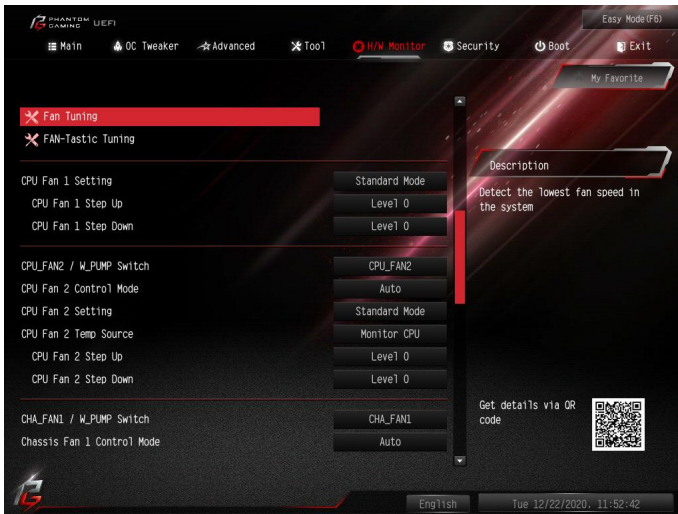 PHANTOM GAMING UEFI
Easy Mode(F6)
Main OC Tweaker Advanced Tool H/W Monitor Security Boot Exit
My Favorite
Fan Tuning
FAN-Tastic Tuning
Description
Detect the lowest fan speed in
the system
CPU Fan 1 Setting Standard Mode
CPU Fan 1 Step Up Level 0
CPU Fan 1 Step Down Level 0
CPU_FAN2 / W_PUMP Switch CPU_FAN2
CPU Fan 2 Control Mode Auto
CPU Fan 2 Setting Standard Mode
CPU Fan 2 Temp Source Monitor CPU
CPU Fan 2 Step Up Level 0
CPU Fan 2 Step Down Level 0
CHA_FAN1 / W_PUMP Switch CHA_FAN1
Chassis Fan 1 Control Mode Auto
Get details via QR
code
English
Tue 12/22/2020. 11:52:42